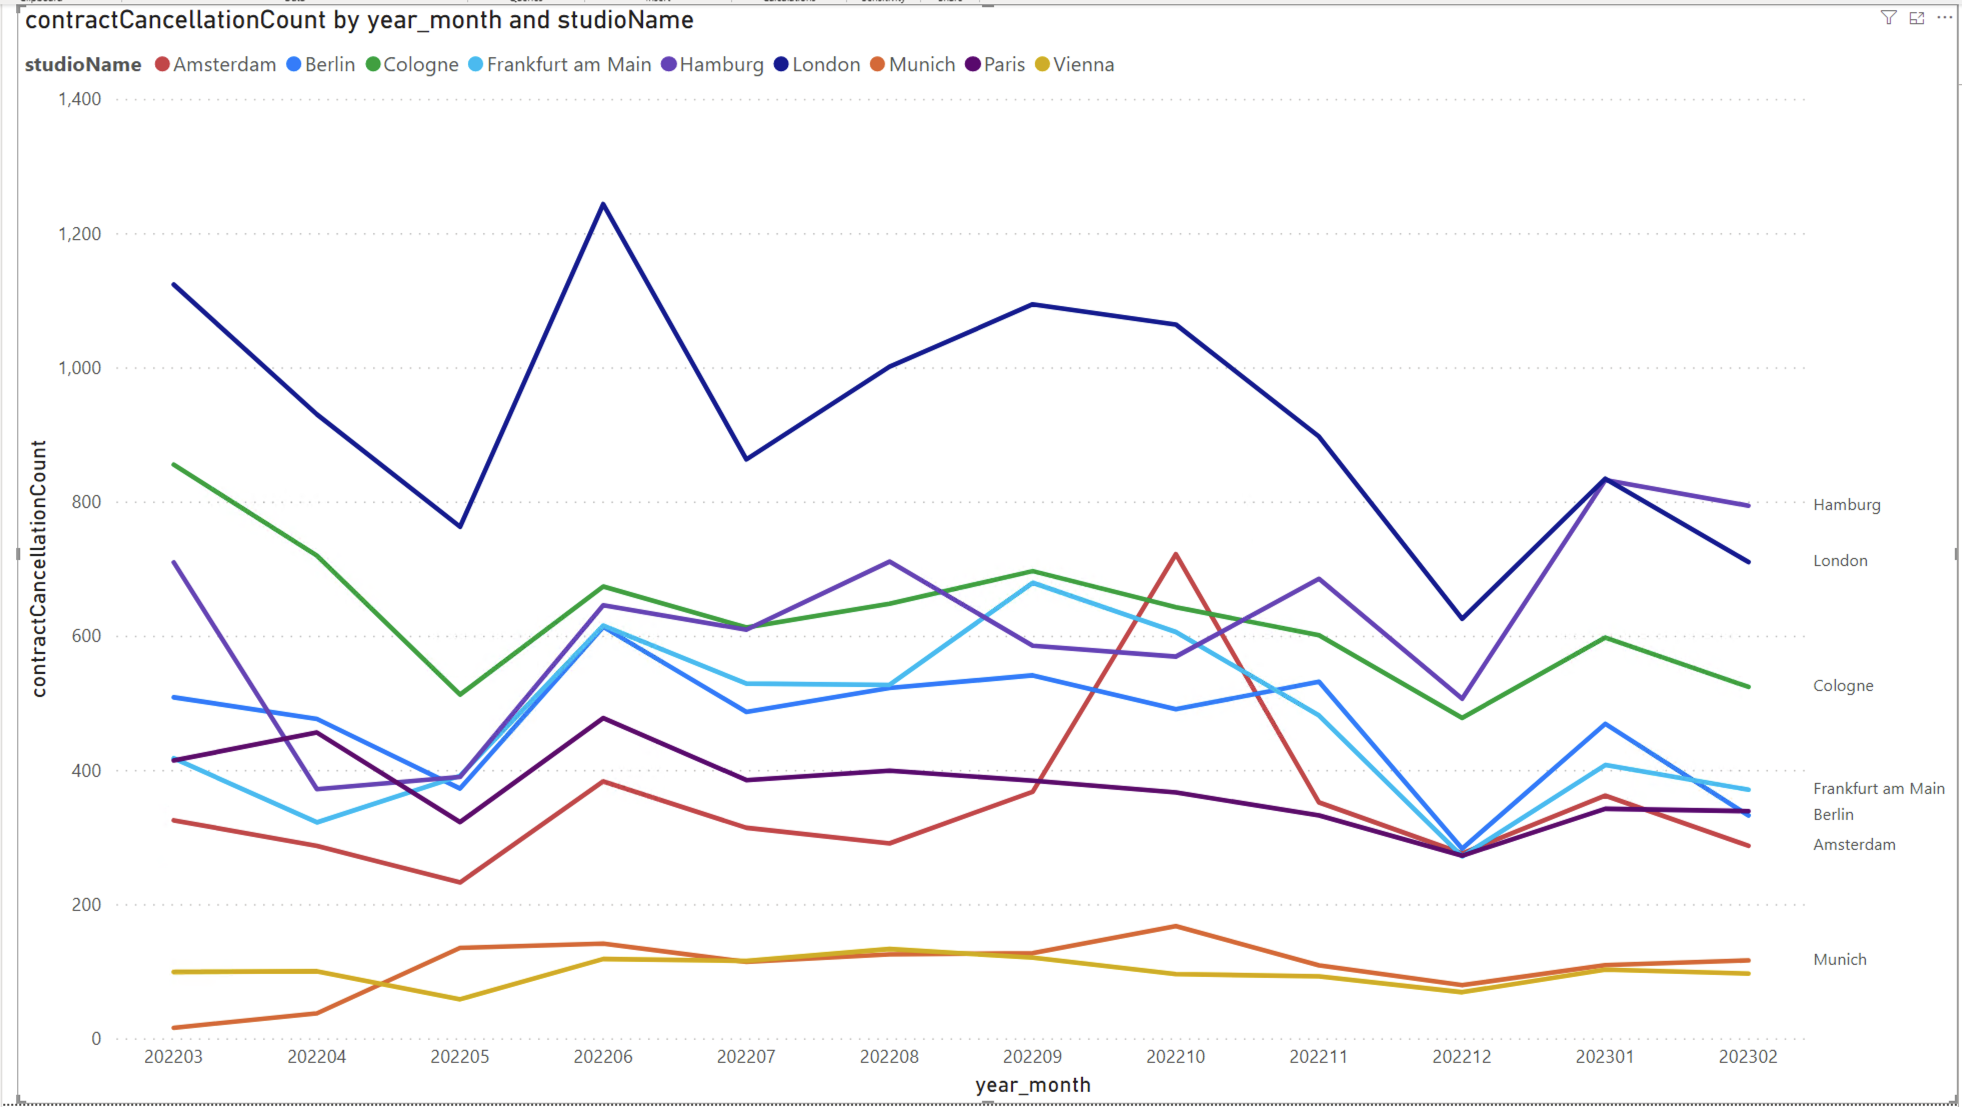 contractCancellationCount by year_month and studioName
studioName Amsterdam Berlin Cologne Frankfurt am Main Hamburg London Munich Paris Vienna
1,400
1,200
1,000
800
600
400
200
0
contractCancellationCount
Hamburg
London
Cologne
Frankfurt am Main
Berlin
Amsterdam
Munich
202203 202204 202205 202206 202207 202208 202209 202210 202211 202212 202301 202302
year_month